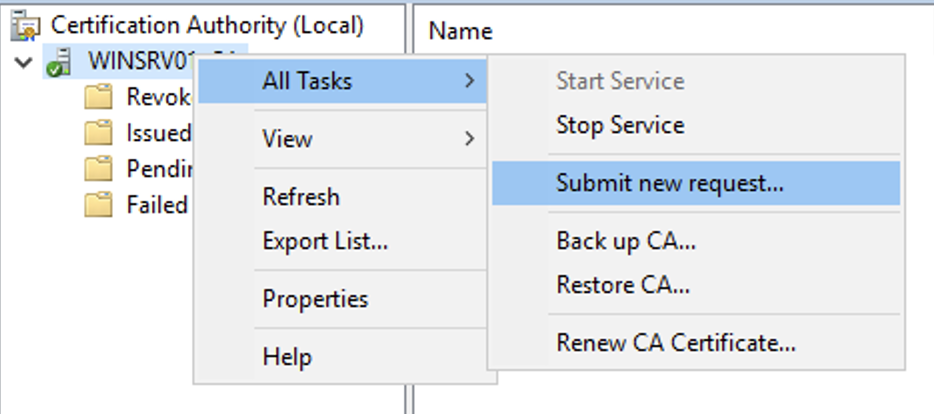 Certification Authority (Local)
Name
WINSRV01
All Tasks
Start Service
Revok
View
Stop Service
Issued
Submit new request...
Pendin
Refresh
Failed
Export List...
Back up CA...
Restore CA...
Properties
Renew CA Certificate...
Help